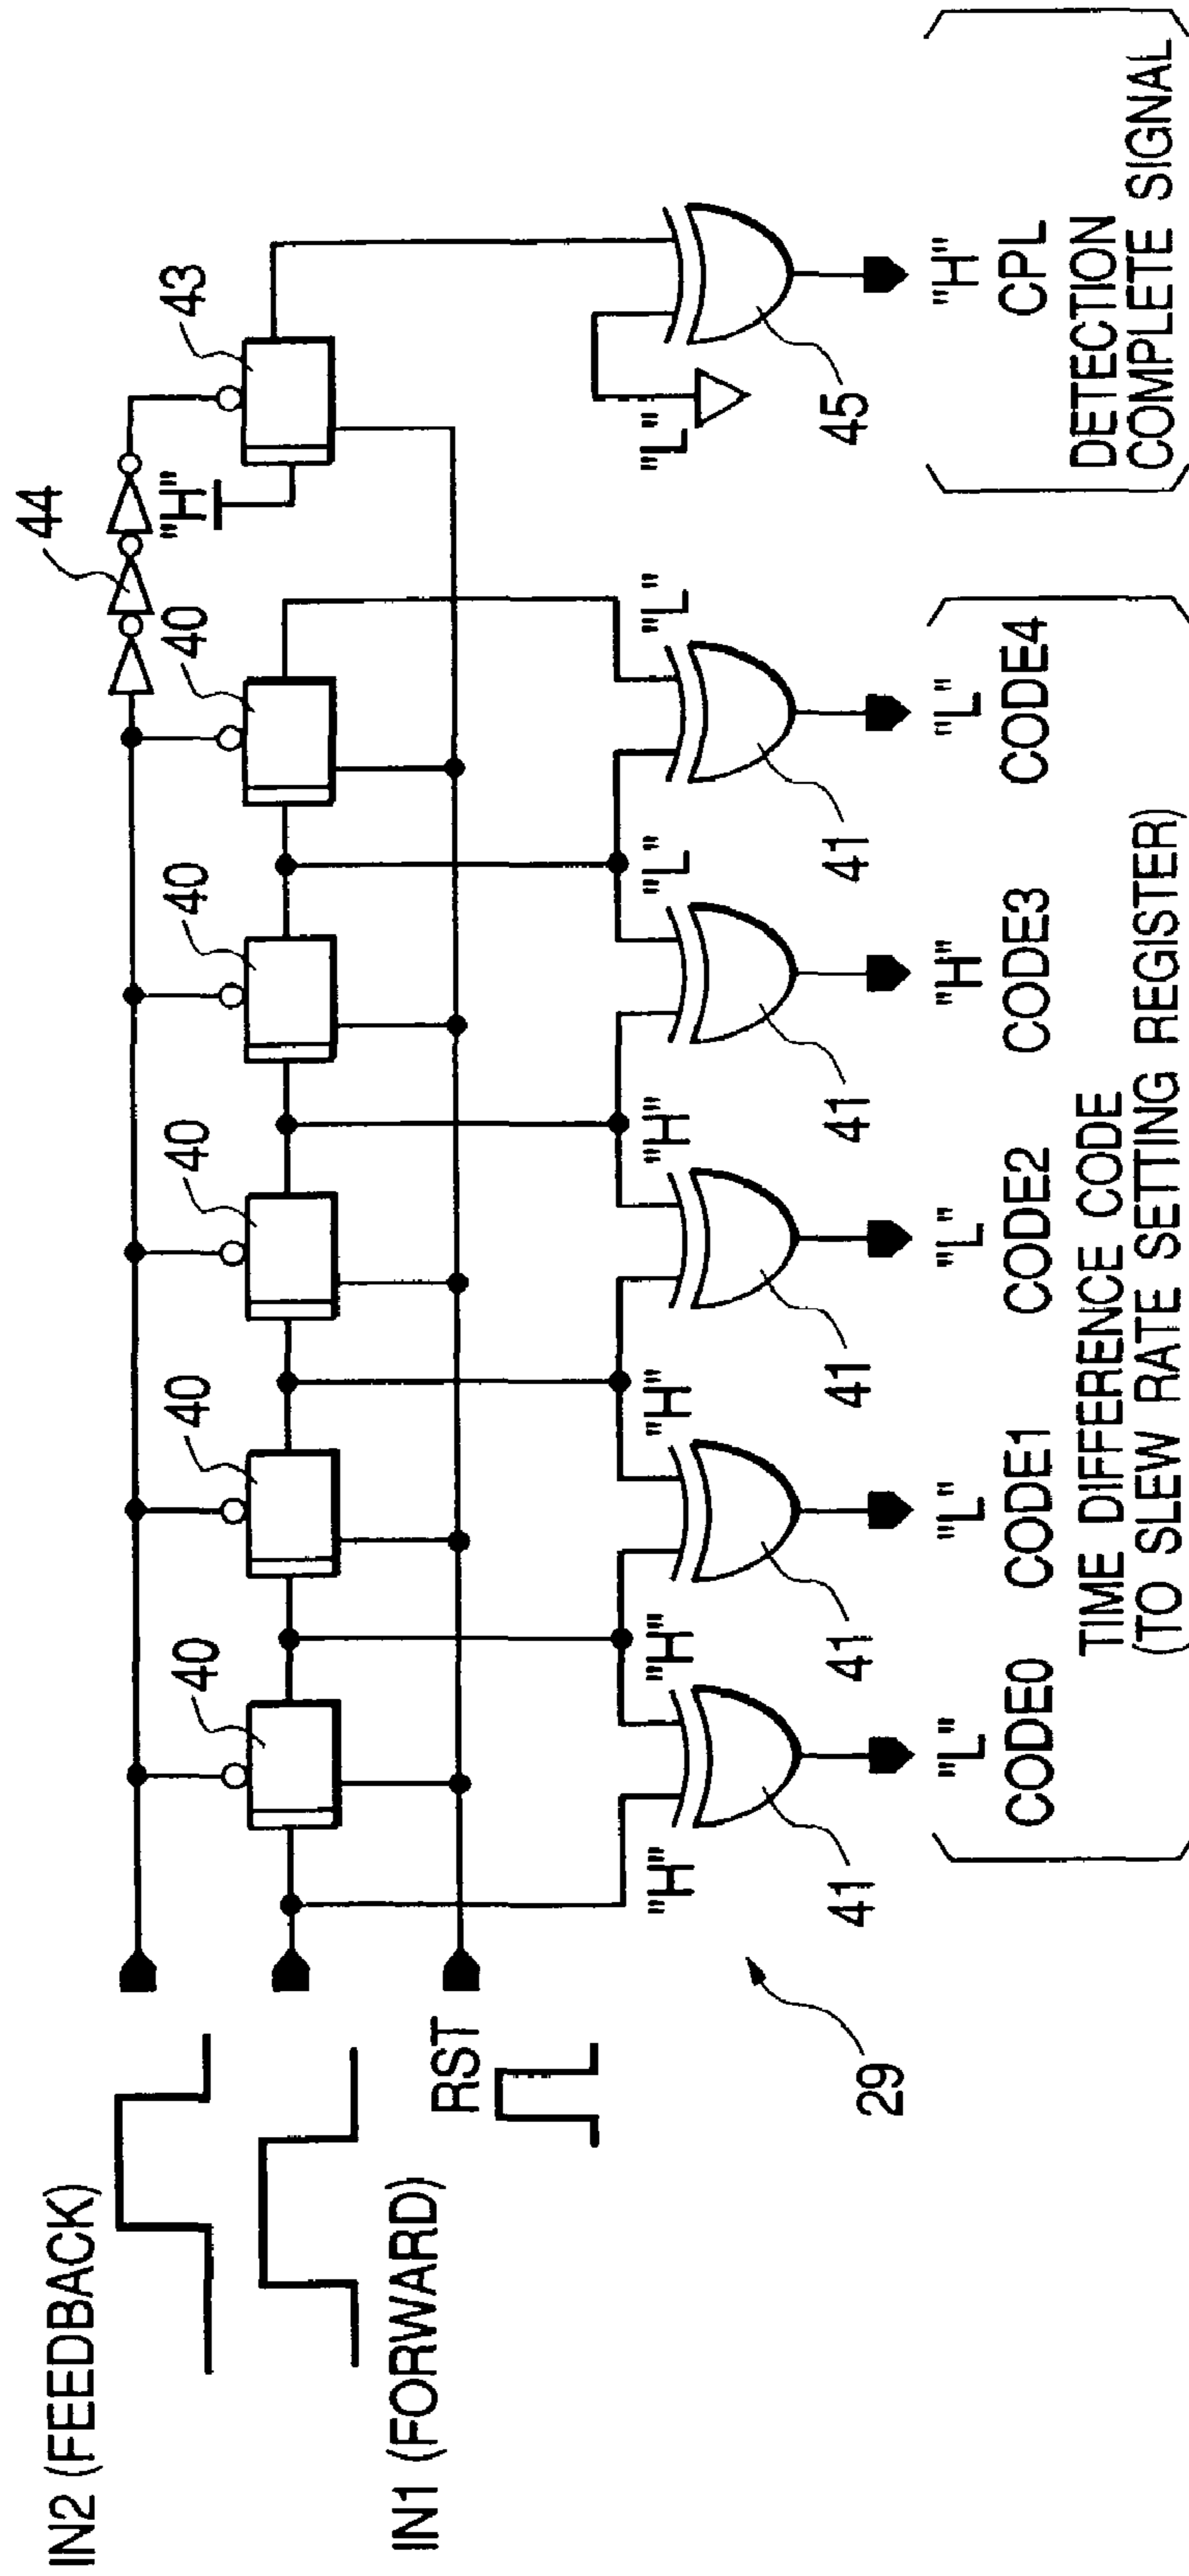 44
"H"
43
40
40
40
40
40
IN2 (FEEDBACK)
IN1 (FORWARD)
RST
29
"H"
"H"
"H"
"H"
"L"
"L"
"L"
41
41
41
41
41
45
"L"
"L"
"L"
"H"
"L"
"H"
CODE0
CODE1
CODE2
CODE3
CODE4
CPL
TIME DIFFERENCE CODE
(TO SLEW RATE SETTING REGISTER)
DETECTION
COMPLETE SIGNAL